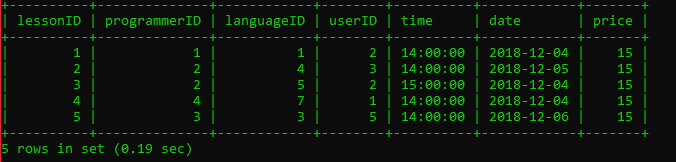 +----------+--------------+------------+--------+----------+------------+-------+
| lessonID | programmerID | languageID | userID | time     | date       | price |
+----------+--------------+------------+--------+----------+------------+-------+
|        1 |            1 |          1 |      2 | 14:00:00 | 2018-12-04 |    15 |
|        2 |            2 |          4 |      3 | 14:00:00 | 2018-12-05 |    15 |
|        3 |            2 |          5 |      2 | 15:00:00 | 2018-12-04 |    15 |
|        4 |            4 |          7 |      1 | 14:00:00 | 2018-12-04 |    15 |
|        5 |            3 |          3 |      5 | 14:00:00 | 2018-12-06 |    15 |
+----------+--------------+------------+--------+----------+------------+-------+
5 rows in set (0.19 sec)